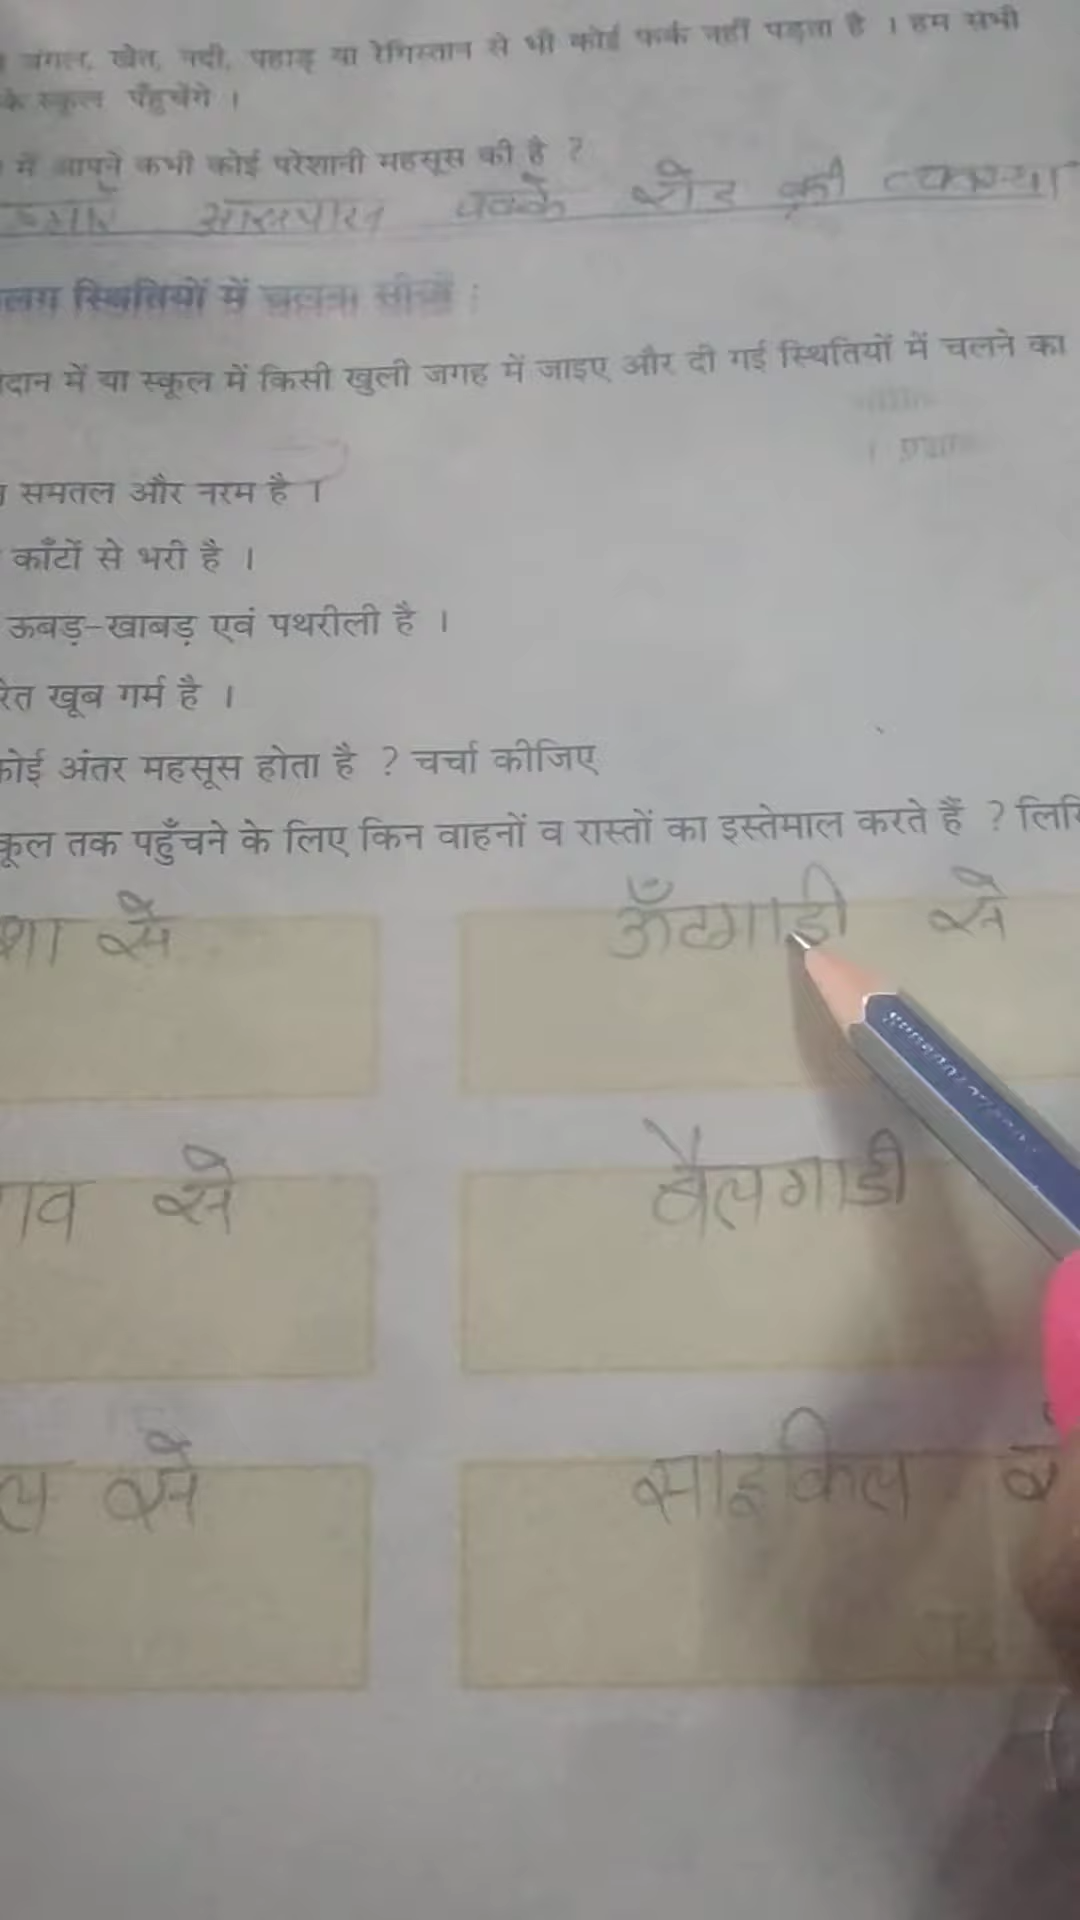 जंगल, खेत, नदी, पहाड़ या रेगिस्तान से भी कोई फर्क नहीं पड़ता है । हम सभी
के स्कूल पहुँचेंगे ।
में आपने कभी कोई परेशानी महसूस की है ?
आसपास पक्के रोड की
स्थितियों में चलना सीखें :
दान में या स्कूल में किसी खुली जगह में जाइए और दी गई स्थितियों में चलने का
समतल और नरम है ।
काँटों से भरी है ।
ऊबड़-खाबड़ एवं पथरीली है ।
रेत खूब गर्म है ।
कोई अंतर महसूस होता है ? चर्चा कीजिए
कूल तक पहुँचने के लिए किन वाहनों व रास्तों का इस्तेमाल करते हैं ? लिखि
शा से ऊँटगाडी से
ाव से बैलगाडी
ल से साइकिल